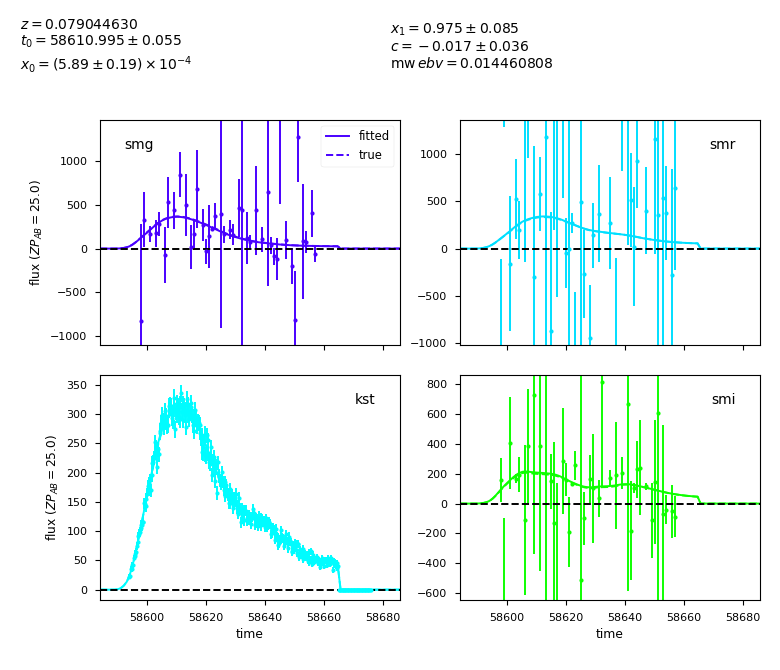 z = 0.079044630
t₀ = 58610.995 ± 0.055
x₀ = (5.89 ± 0.19) × 10⁻⁴
x₁ = 0.975 ± 0.085
c = −0.017 ± 0.036
mw ebv = 0.014460808
smg
fitted
true
1000
500
0
−500
−1000
flux (ZP_AB = 25.0)
smr
1000
500
0
−500
−1000
kst
350
300
250
200
150
100
50
0
flux (ZP_AB = 25.0)
58600 58620 58640 58660 58680
time
smi
800
600
400
200
0
−200
−400
−600
58600 58620 58640 58660 58680
time